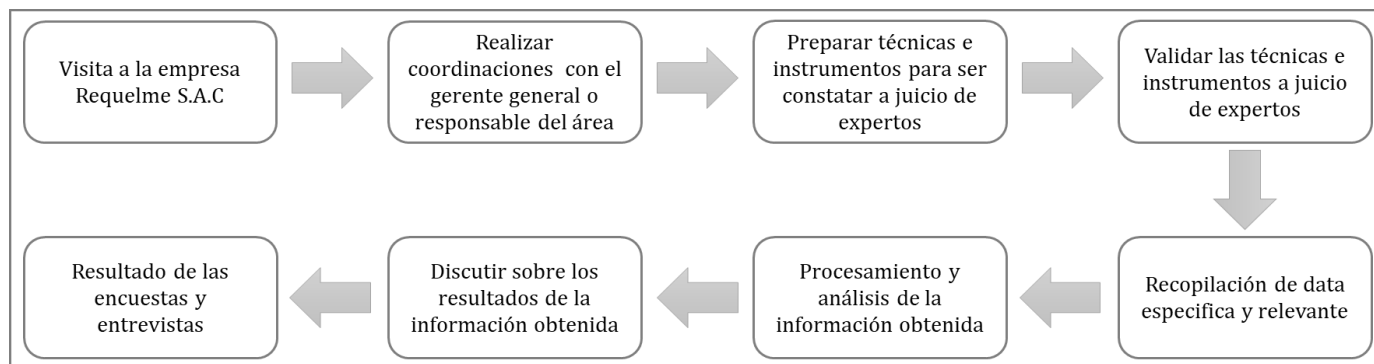 Visita a la empresa
Requelme S.A.C
Realizar
coordinaciones con el
gerente general o
responsable del área
Preparar técnicas e
instrumentos para ser
constatar a juicio de
expertos
Validar las técnicas e
instrumentos a juicio
de expertos
Recopilación de data
especifica y relevante
Procesamiento y
análisis de la
información obtenida
Discutir sobre los
resultados de la
información obtenida
Resultado de las
encuestas y
entrevistas